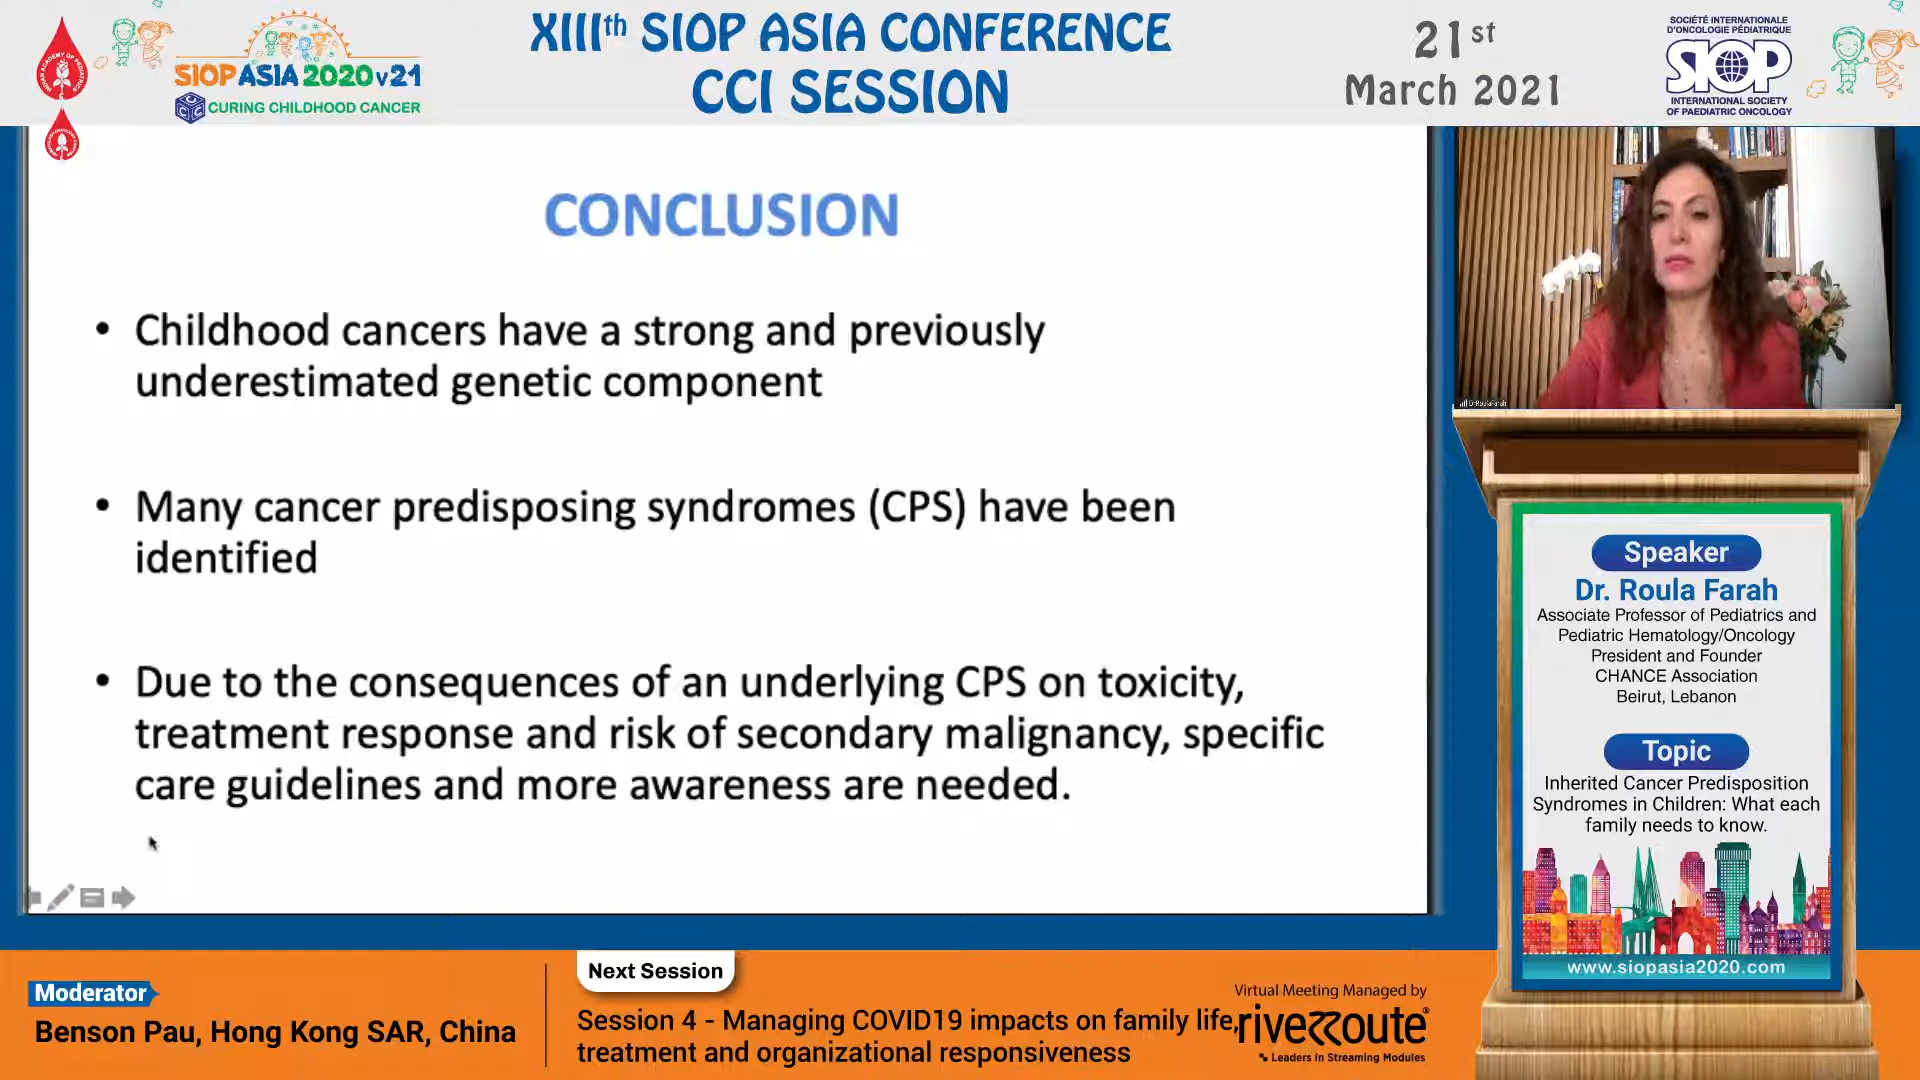 XIIIth SIOP ASIA CONFERENCE
CCI SESSION
21st
March 2021
SIOP ASIA 2020 v21
CURING CHILDHOOD CANCER
SOCIÉTÉ INTERNATIONALE
D'ONCOLOGIE PÉDIATRIQUE
SIOP
INTERNATIONAL SOCIETY
OF PAEDIATRIC ONCOLOGY
CONCLUSION
• Childhood cancers have a strong and previously
underestimated genetic component
• Many cancer predisposing syndromes (CPS) have been
identified
• Due to the consequences of an underlying CPS on toxicity,
treatment response and risk of secondary malignancy, specific
care guidelines and more awareness are needed.
Speaker
Dr. Roula Farah
Associate Professor of Pediatrics and
Pediatric Hematology/Oncology
President and Founder
CHANCE Association
Beirut, Lebanon
Topic
Inherited Cancer Predisposition
Syndromes in Children: What each
family needs to know.
www.siopasia2020.com
Moderator
Benson Pau, Hong Kong SAR, China
Next Session
Session 4 - Managing COVID19 impacts on family life,
treatment and organizational responsiveness
Virtual Meeting Managed by
riveRRoute
Leaders In Streaming Modules